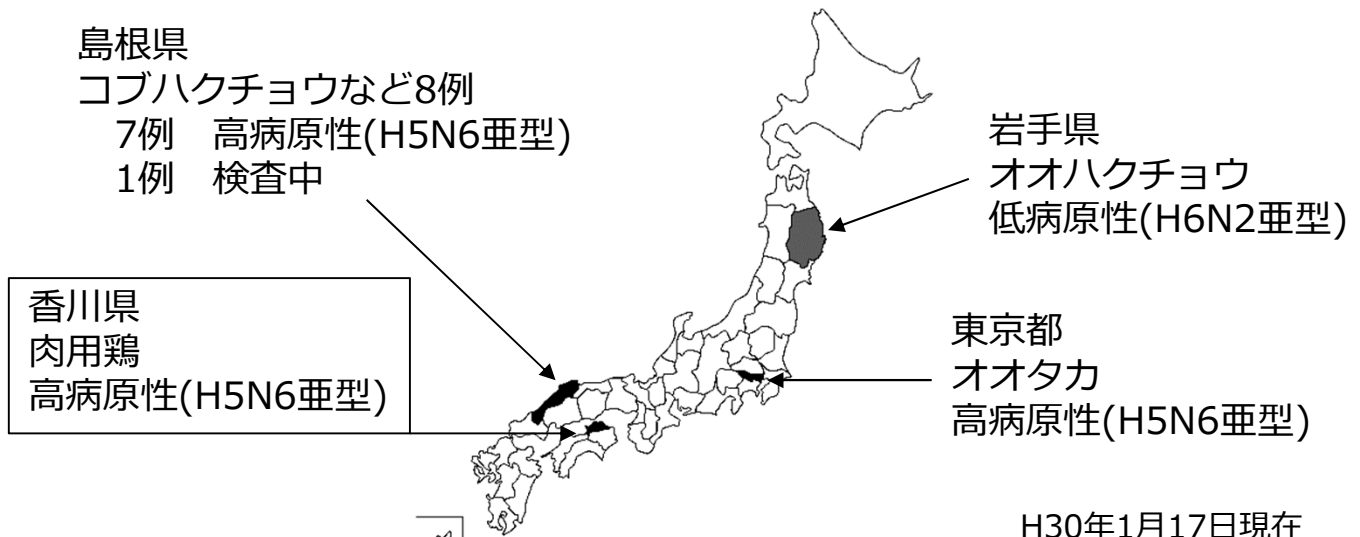 島根県
コブハクチョウなど8例
7例　高病原性(H5N6亜型)
1例　検査中
岩手県
オオハクチョウ
低病原性(H6N2亜型)
香川県
肉用鶏
高病原性(H5N6亜型)
東京都
オオタカ
高病原性(H5N6亜型)
H30年1月17日現在